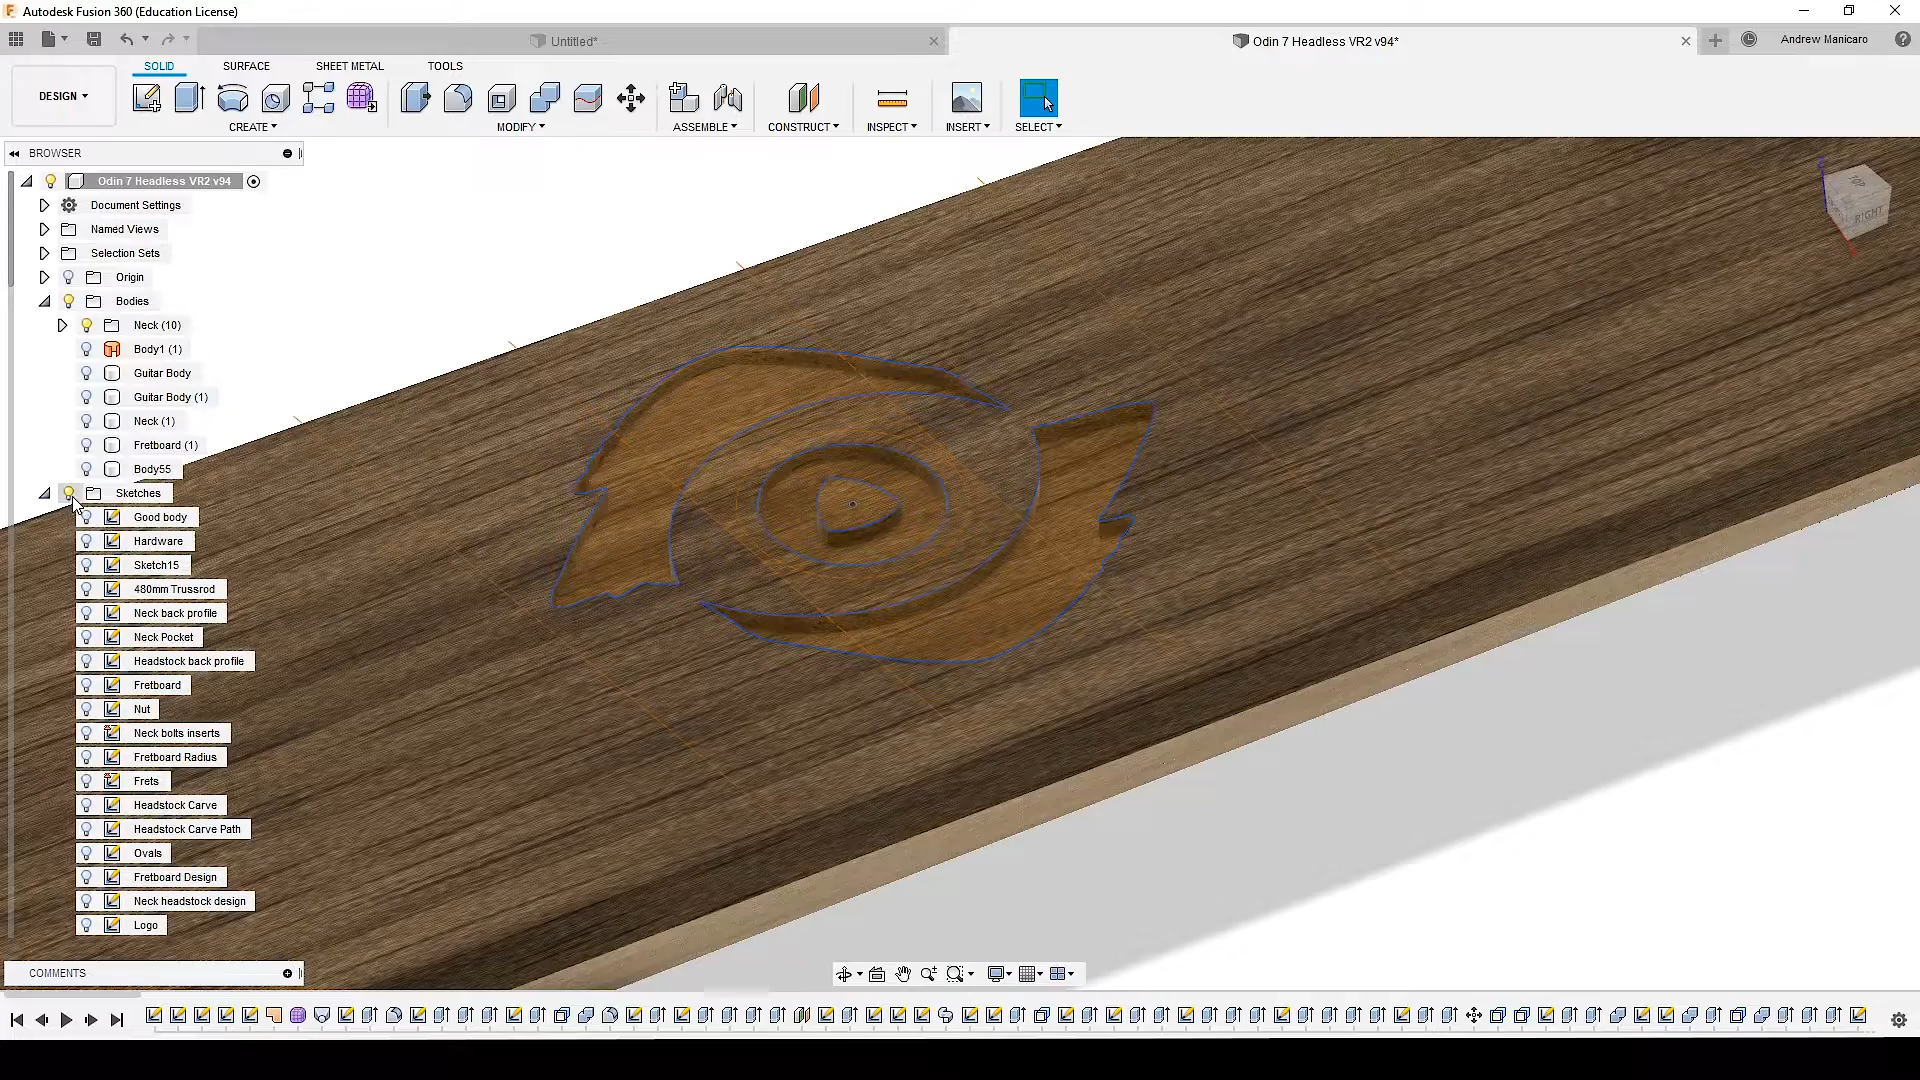 Autodesk Fusion 360 (Education License)
Untitled*
Odin 7 Headless VR2 v94*
Andrew Manicaro
DESIGN
SOLID
SURFACE
SHEET METAL
TOOLS
CREATE
MODIFY
ASSEMBLE
CONSTRUCT
INSPECT
INSERT
SELECT
BROWSER
Odin 7 Headless VR2 v94
Document Settings
Named Views
Selection Sets
Origin
Bodies
Neck (10)
Body1 (1)
Guitar Body
Guitar Body (1)
Neck (1)
Fretboard (1)
Body55
Sketches
Good body
Hardware
Sketch15
480mm Trussrod
Neck back profile
Neck Pocket
Headstock back profile
Fretboard
Nut
Neck bolts inserts
Fretboard Radius
Frets
Headstock Carve
Headstock Carve Path
Ovals
Fretboard Design
Neck headstock design
Logo
TOP
RIGHT
COMMENTS